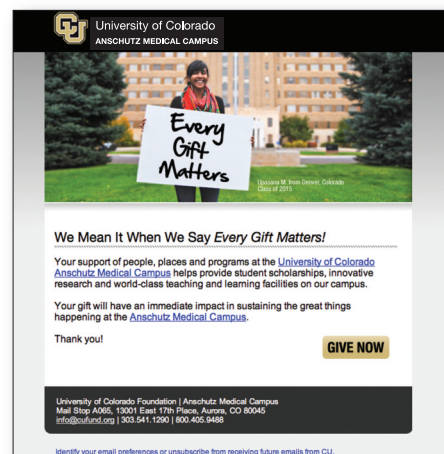 University of Colorado
ANSCHUTZ MEDICAL CAMPUS
Every
Gift
Matters
Upasana M. from Denver, Colorado
Class of 2015
We Mean It When We Say Every Gift Matters!
Your support of people, places and programs at the University of Colorado
Anschutz Medical Campus helps provide student scholarships, innovative
research and world-class teaching and learning facilities on our campus.
Your gift will have an immediate impact in sustaining the great things
happening at the Anschutz Medical Campus.
Thank you!
GIVE NOW
University of Colorado Foundation | Anschutz Medical Campus
Mail Stop A065, 13001 East 17th Place, Aurora, CO 80045
info@cufund.org | 303.541.1290 | 800.405.9488
Identify your email preferences or unsubscribe from receiving future emails from CU.